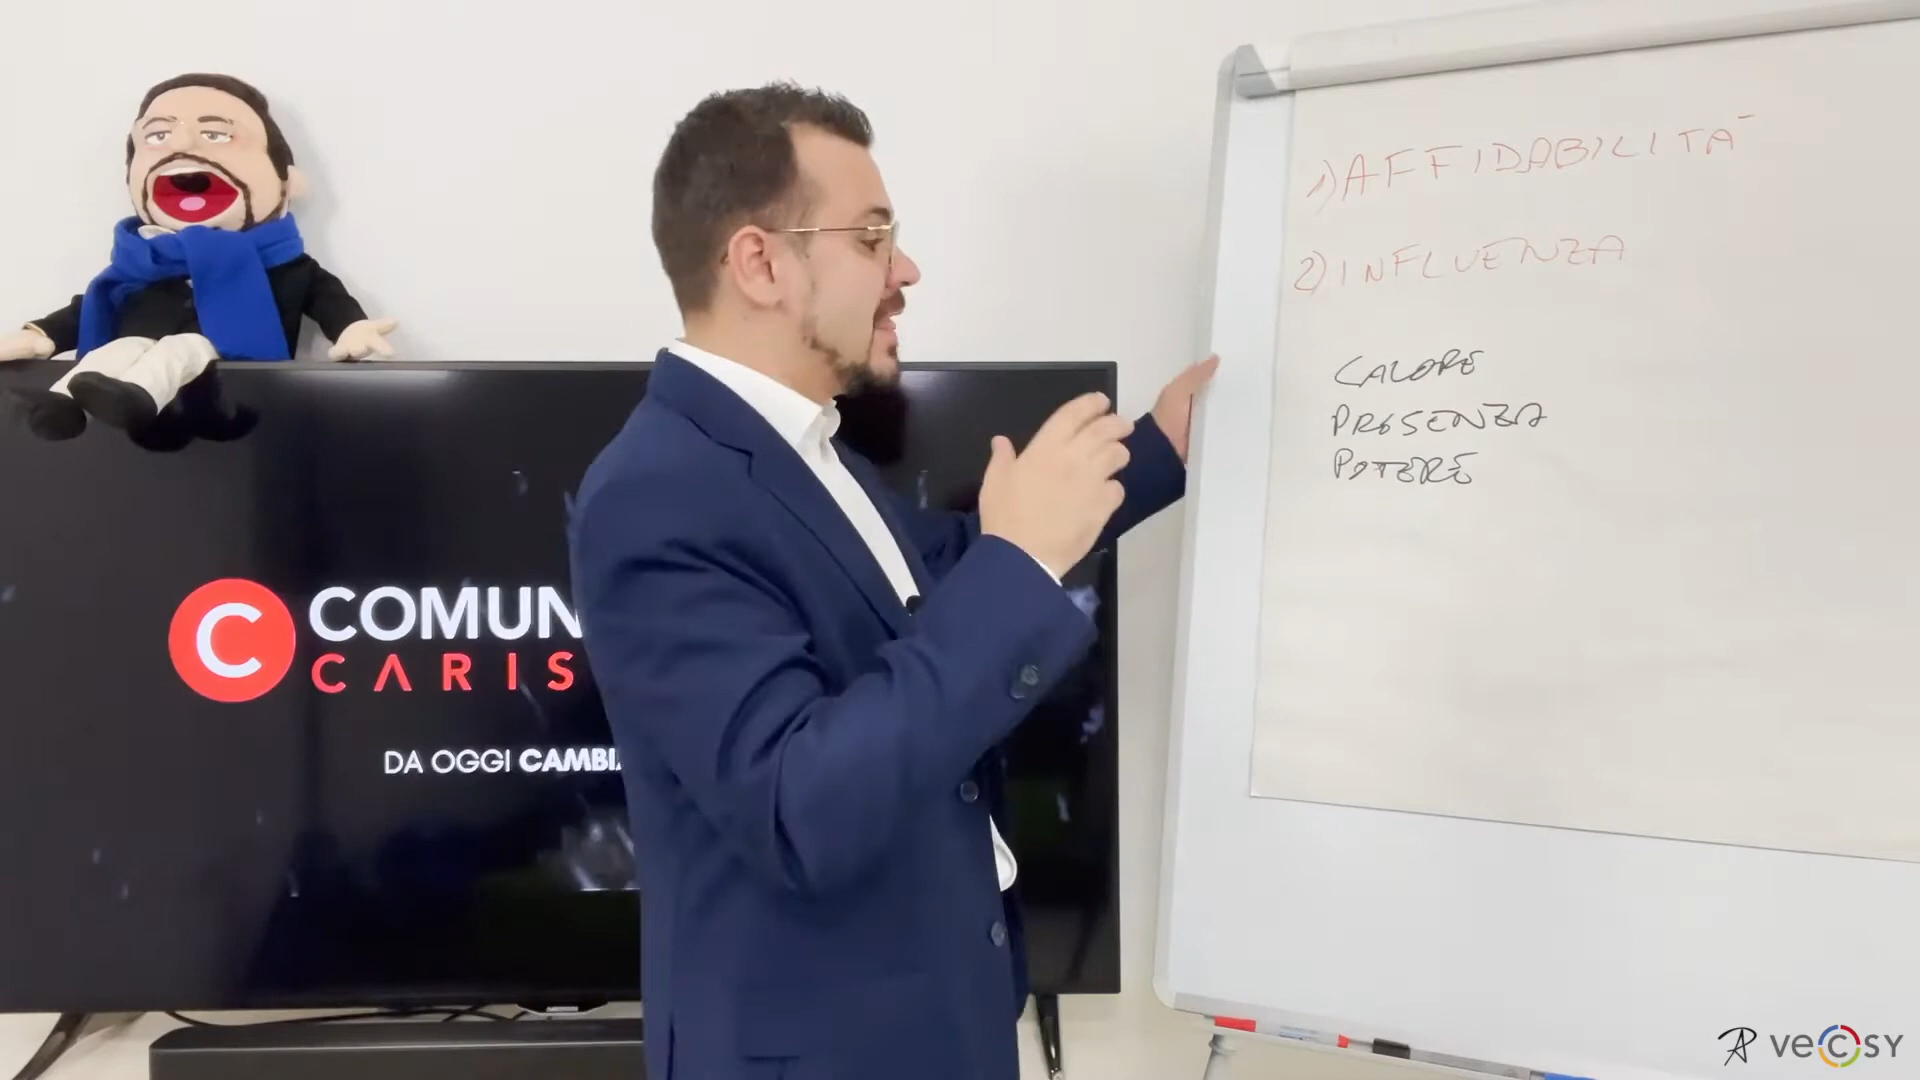 1) AFFIDABILITÀ
2) INFLUENZA
CALORE
PRESENZA
POTERE
C COMUN
CARIS
DA OGGI CAMBIA
vecsy